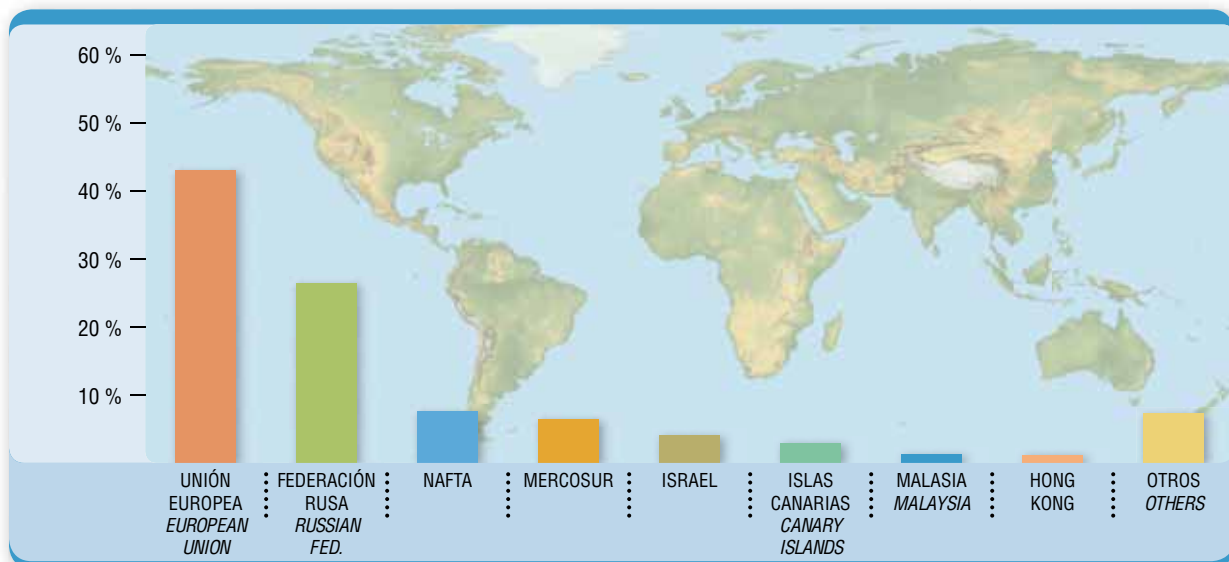 60 %
50 %
40 %
30 %
20 %
10 %
UNIÓN
EUROPEA
EUROPEAN
UNION
FEDERACIÓN
RUSA
RUSSIAN
FED.
NAFTA
MERCOSUR
ISRAEL
ISLAS
CANARIAS
CANARY
ISLANDS
MALASIA
MALAYSIA
HONG
KONG
OTROS
OTHERS